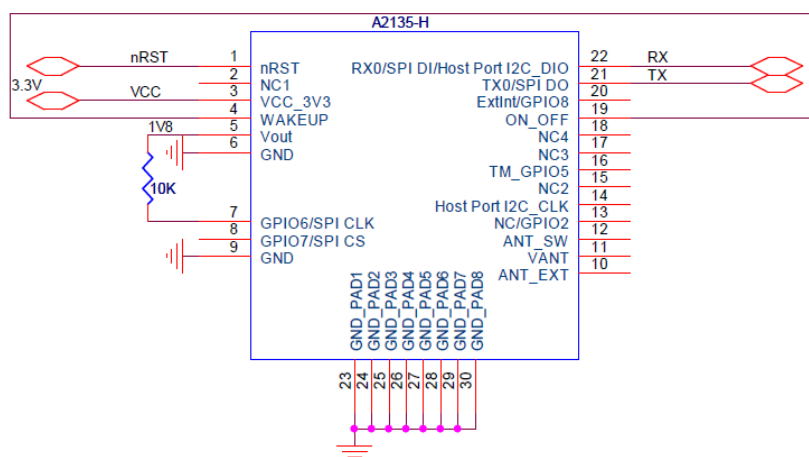 A2135-H
nRST
3.3V
VCC
1V8
10K
1
2
3
4
5
6
7
8
9
nRST
NC1
VCC_3V3
WAKEUP
Vout
GND
GPIO6/SPI CLK
GPIO7/SPI CS
GND
RX0/SPI DI/Host Port I2C_DIO
TX0/SPI DO
ExtInt/GPIO8
ON_OFF
NC4
NC3
TM_GPIO5
NC2
Host Port I2C_CLK
NC/GPIO2
ANT_SW
VANT
ANT_EXT
22
21
20
19
18
17
16
15
14
13
12
11
10
RX
TX
GND_PAD1
GND_PAD2
GND_PAD3
GND_PAD4
GND_PAD5
GND_PAD6
GND_PAD7
GND_PAD8
23
24
25
26
27
28
29
30